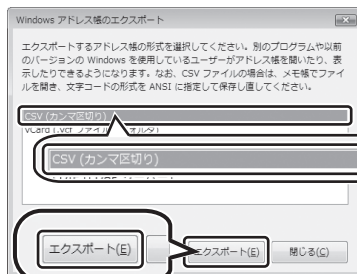 Windows アドレス帳のエクスポート
エクスポートするアドレス帳の形式を選択してください。別のプログラムや以前
のバージョンの Windows を使用しているユーザーがアドレス帳を開いたり、表
示したりできるようになります。なお、CSV ファイルの場合は、メモ帳でファイ
ルを開き、文字コードの形式を ANSI に指定して保存し直してください。
CSV (カンマ区切り)
CSV (カンマ区切り)
エクスポート(E)
エクスポート(E)
閉じる(C)